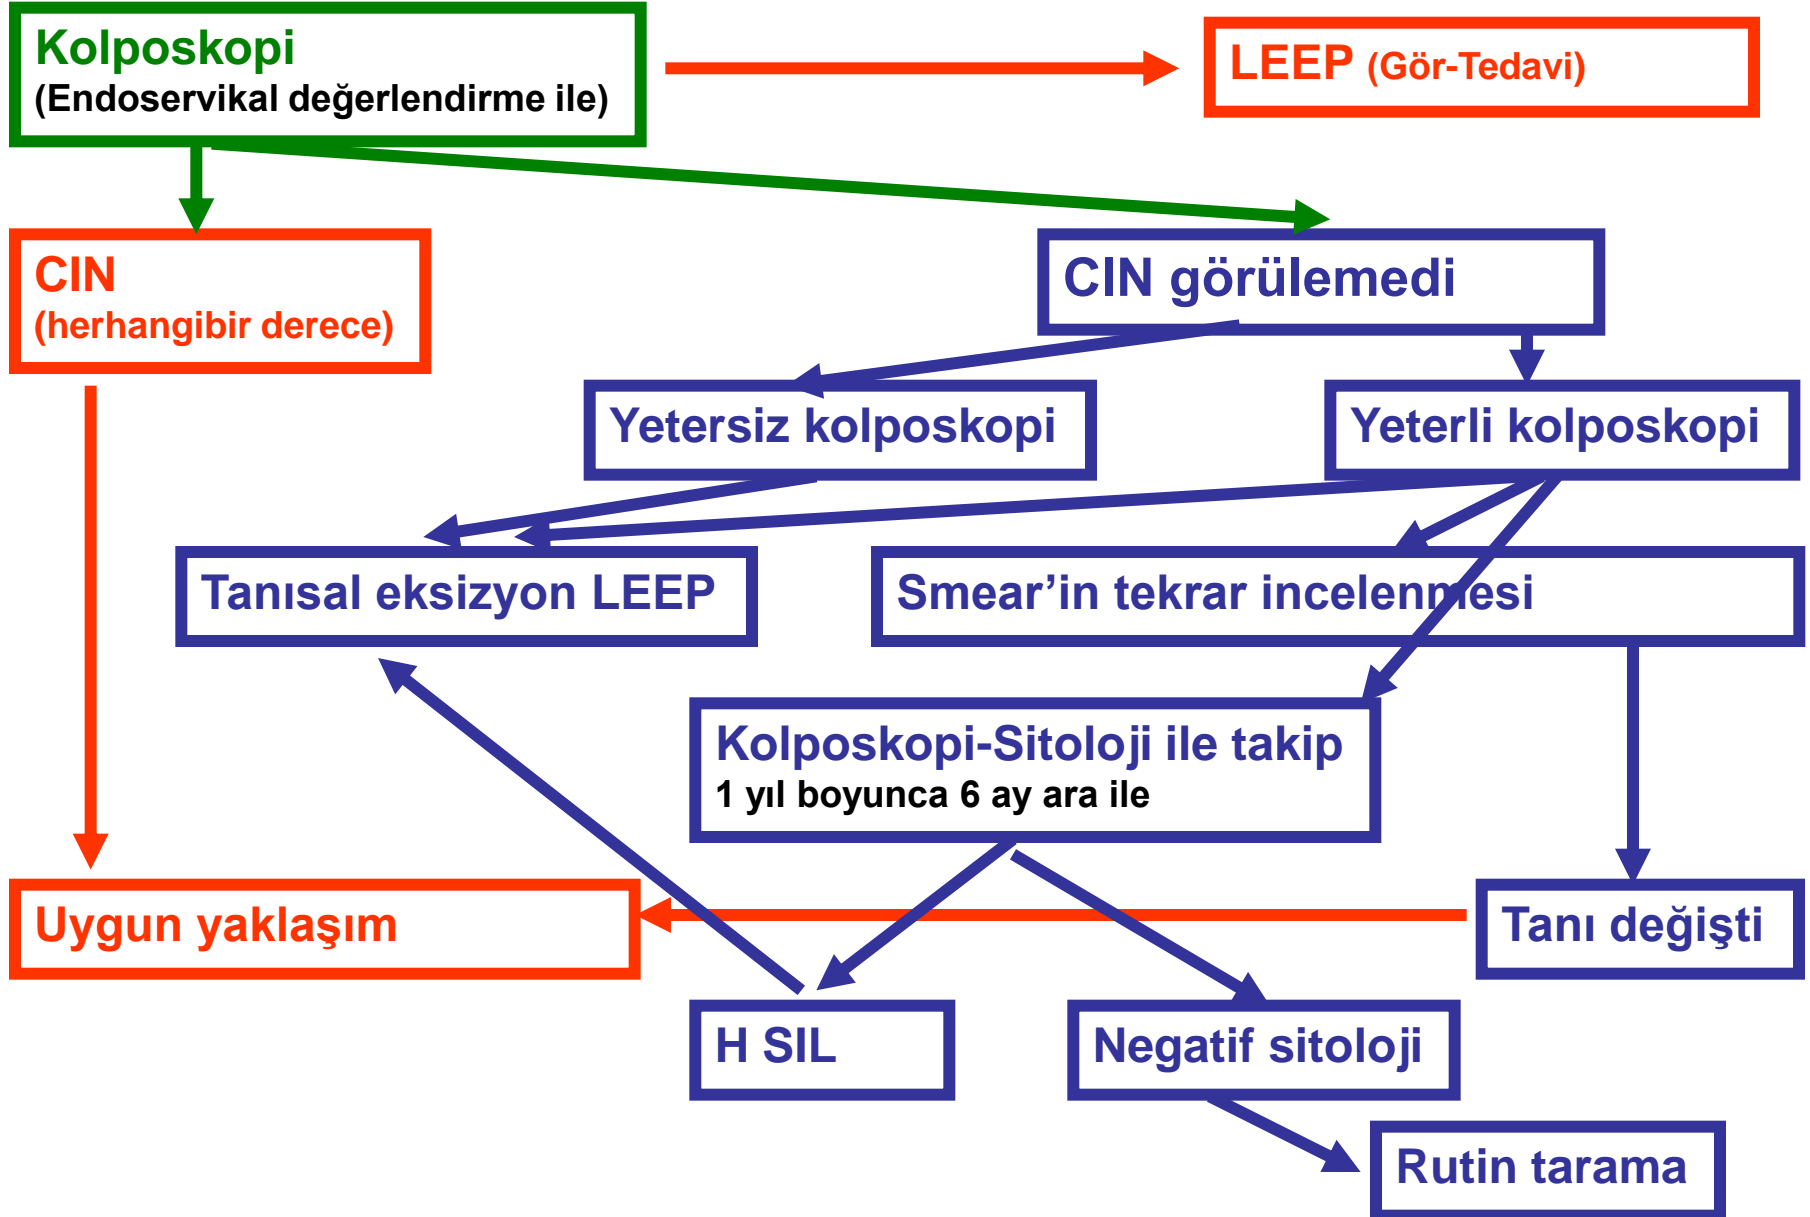 Kolposkopi
(Endoservikal değerlendirme ile)
LEEP (Gör-Tedavi)
CIN
(herhangibir derece)
CIN görülemedi
Yetersiz kolposkopi
Yeterli kolposkopi
Tanısal eksizyon LEEP
Smear’in tekrar incelenmesi
Kolposkopi-Sitoloji ile takip
1 yıl boyunca 6 ay ara ile
Uygun yaklaşım
Tanı değişti
H SIL
Negatif sitoloji
Rutin tarama